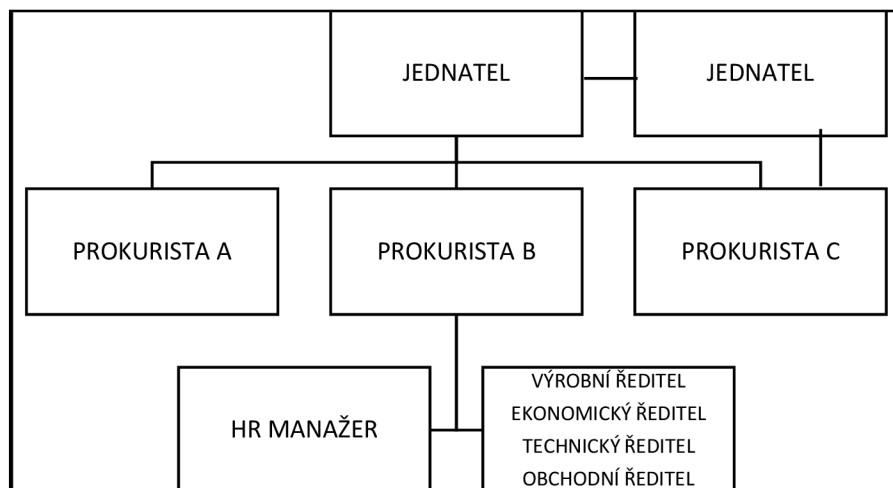 JEDNATEL
JEDNATEL
PROKURISTA A
PROKURISTA B
PROKURISTA C
HR MANAŽER
VÝROBNÍ ŘEDITEL
EKONOMICKÝ ŘEDITEL
TECHNICKÝ ŘEDITEL
OBCHODNÍ ŘEDITEL